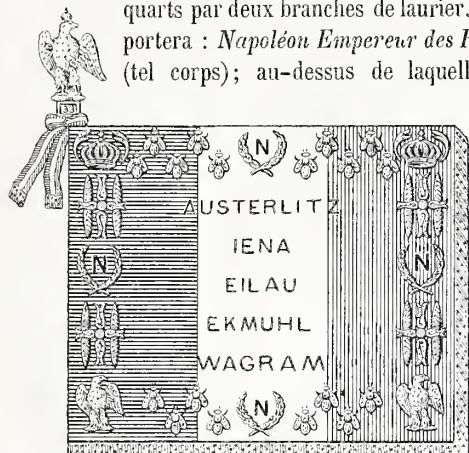 quarts par deux branches de laurier.
portera : Napoléon Empereur des
(tel corps); au-dessus de
N
AUSTERLITZ
IENA
N N
EILAU
EKMUHL
WAGRAM
N